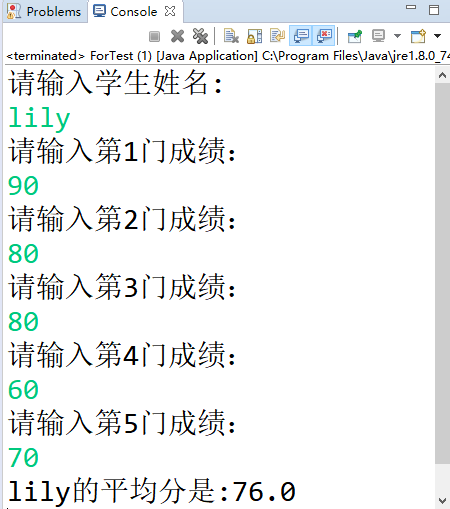 Problems Console
<terminated> ForTest (1) [Java Application] C:\Program Files\Java\jre1.8.0_74
请输入学生姓名:
lily
请输入第1门成绩：
90
请输入第2门成绩：
80
请输入第3门成绩：
80
请输入第4门成绩：
60
请输入第5门成绩：
70
lily的平均分是:76.0